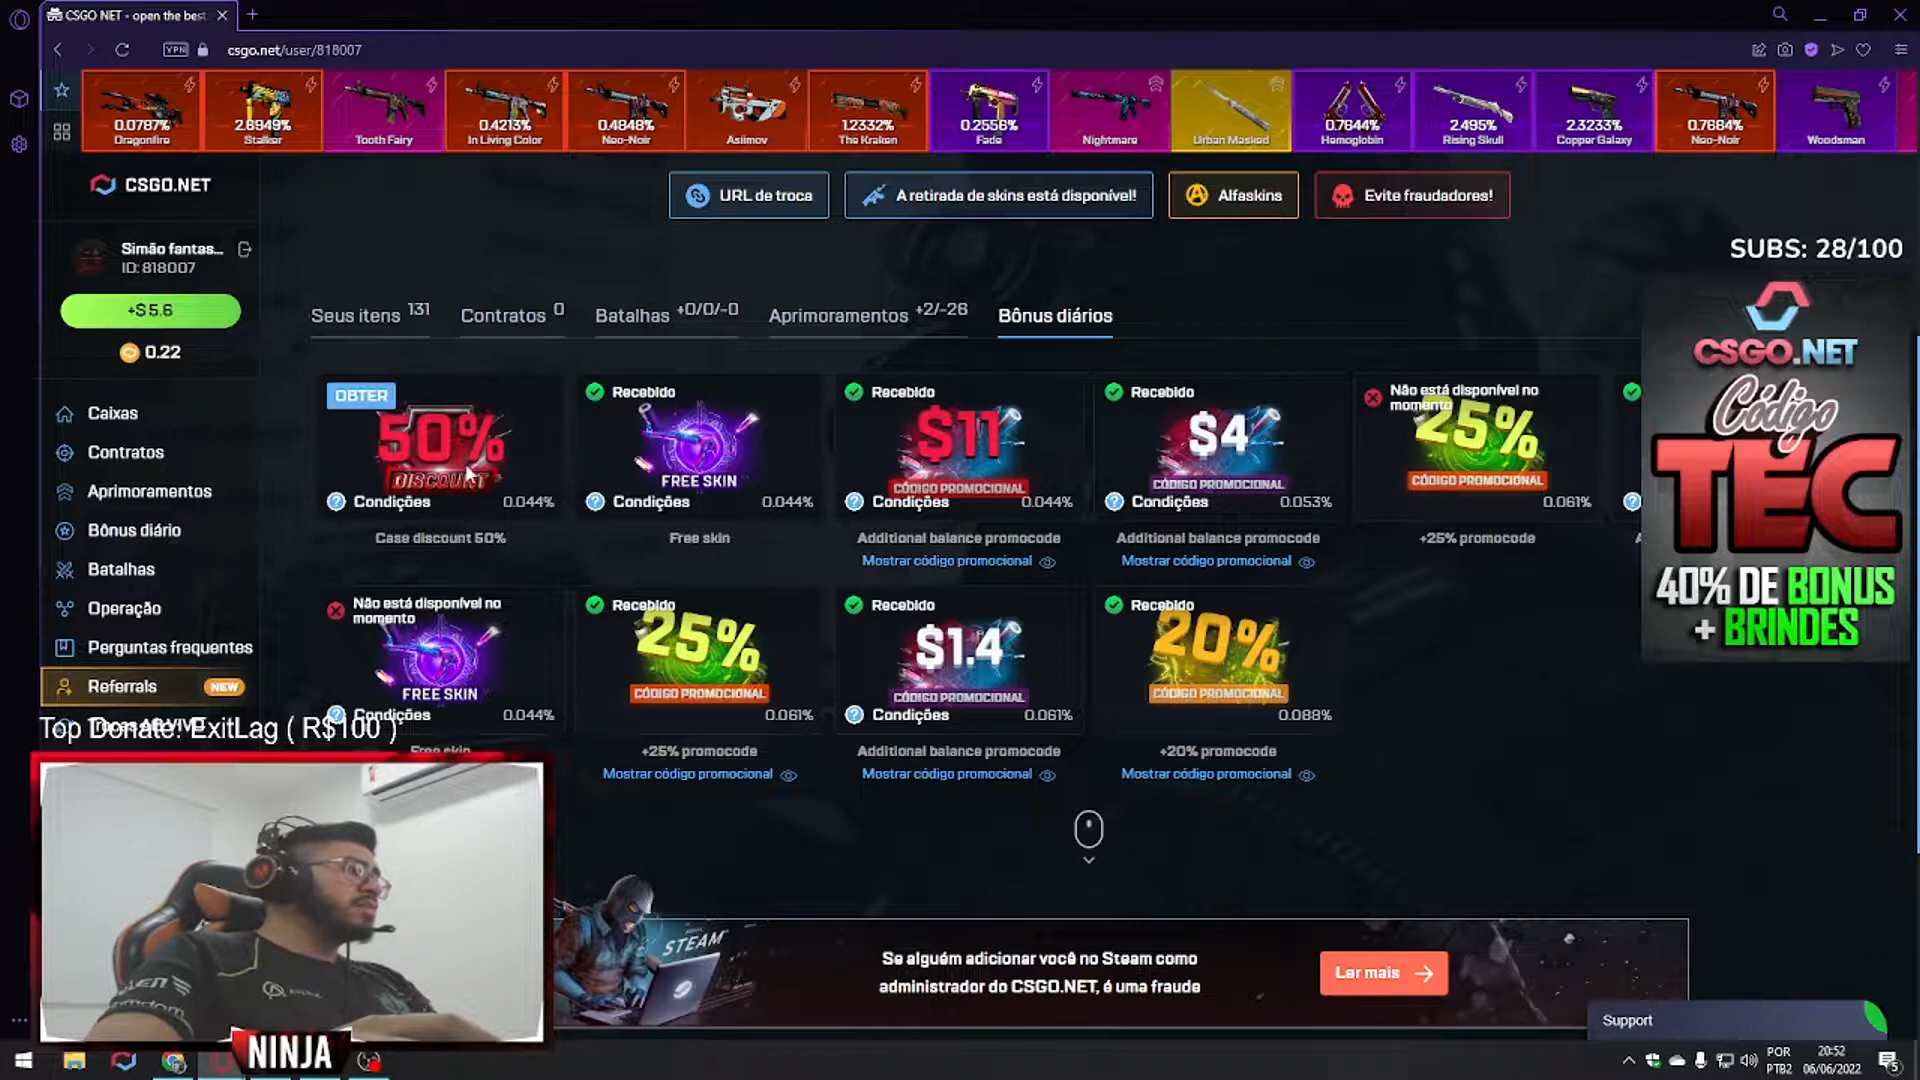 CSGO NET - open the best
VPN
csgo.net/user/818007
0.0787%
Dragonfire
2.6949%
Stalker
Tooth Fairy
0.4213%
In Living Color
0.4848%
Neo-Noir
Asiimov
1.2332%
The Kraken
0.2556%
Fade
Nightmare
Urban Masked
0.7644%
Hemoglobin
2.495%
Rising Skull
2.3233%
Copper Galaxy
0.7664%
Neo-Noir
Woodsman
CSGO.NET
URL de troca
A retirada de skins está disponível!
Alfaskins
Evite fraudadores!
Simão fantas...
ID: 818007
+$ 5.6
0.22
SUBS: 28/100
Seus itens 131
Contratos 0
Batalhas +0/0/-0
Aprimoramentos +2/-26
Bônus diários
Caixas
Contratos
Aprimoramentos
Bônus diário
Batalhas
Operação
Perguntas frequentes
Referrals NEW
OBTER
50%
DISCOUNT
Condições 0.044%
Case discount 50%
Recebido
FREE SKIN
Condições 0.044%
Free skin
Recebido
$11
CÓDIGO PROMOCIONAL
Condições 0.044%
Additional balance promocode
Mostrar código promocional
Recebido
$4
CÓDIGO PROMOCIONAL
Condições 0.053%
Additional balance promocode
Mostrar código promocional
Não está disponível no
momento
25%
CÓDIGO PROMOCIONAL
0.061%
+25% promocode
Não está disponível no
momento
FREE SKIN
Condições 0.044%
Free skin
Recebido
25%
CÓDIGO PROMOCIONAL
0.061%
+25% promocode
Mostrar código promocional
Recebido
$1.4
CÓDIGO PROMOCIONAL
Condições 0.061%
Additional balance promocode
Mostrar código promocional
Recebido
20%
CÓDIGO PROMOCIONAL
0.088%
+20% promocode
Mostrar código promocional
CSGO.NET
Código
TEC
40% DE BONUS
+ BRINDES
Top Donate: ExitLag ( R$100 )
STEAM
Se alguém adicionar você no Steam como
administrador do CSGO.NET, é uma fraude
Ler mais
Support
NINJA
POR
PTB2
20:52
06/06/2022
5